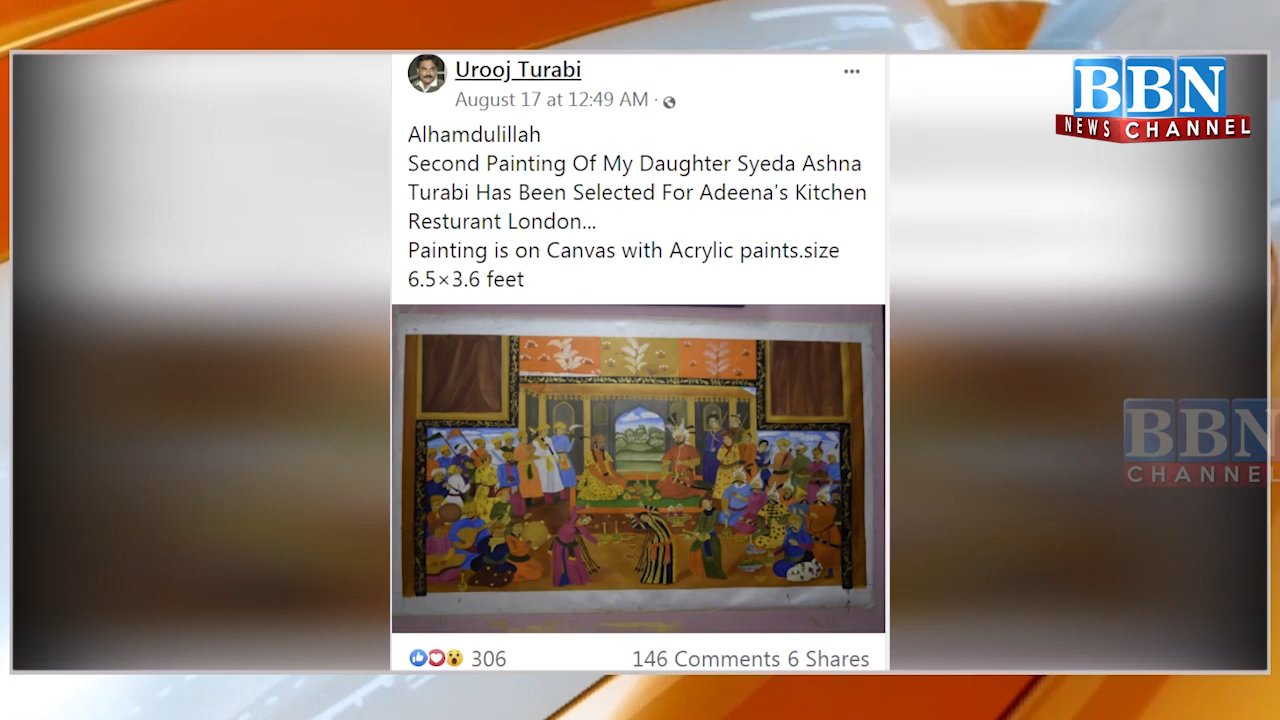 Urooj Turabi
August 17 at 12:49 AM ·
Alhamdulillah
Second Painting Of My Daughter Syeda Ashna
Turabi Has Been Selected For Adeena's Kitchen
Resturant London...
Painting is on Canvas with Acrylic paints.size
6.5×3.6 feet
306
146 Comments 6 Shares
BBN
NEWS CHANNEL
BBN
CHANNEL